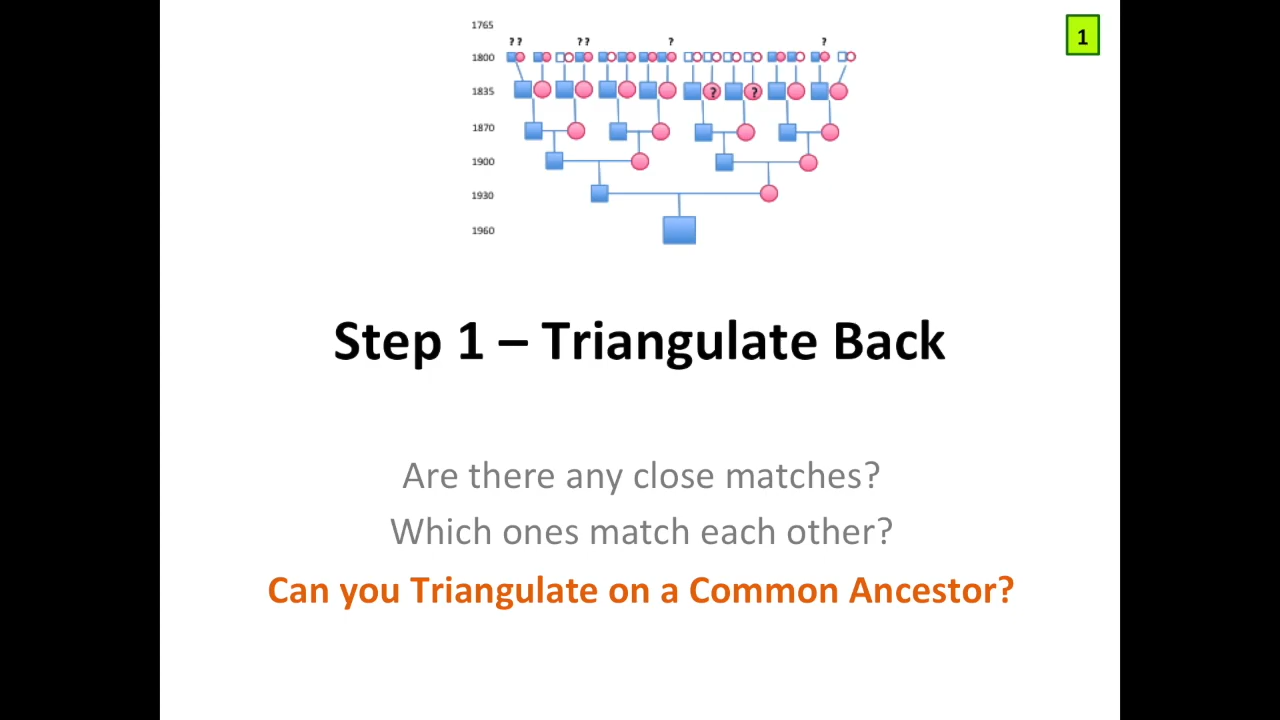 1765
1
? ? ? ? ? ?
1800
1835 ? ?
1870
1900
1930
1960
Step 1 – Triangulate Back
Are there any close matches?
Which ones match each other?
Can you Triangulate on a Common Ancestor?